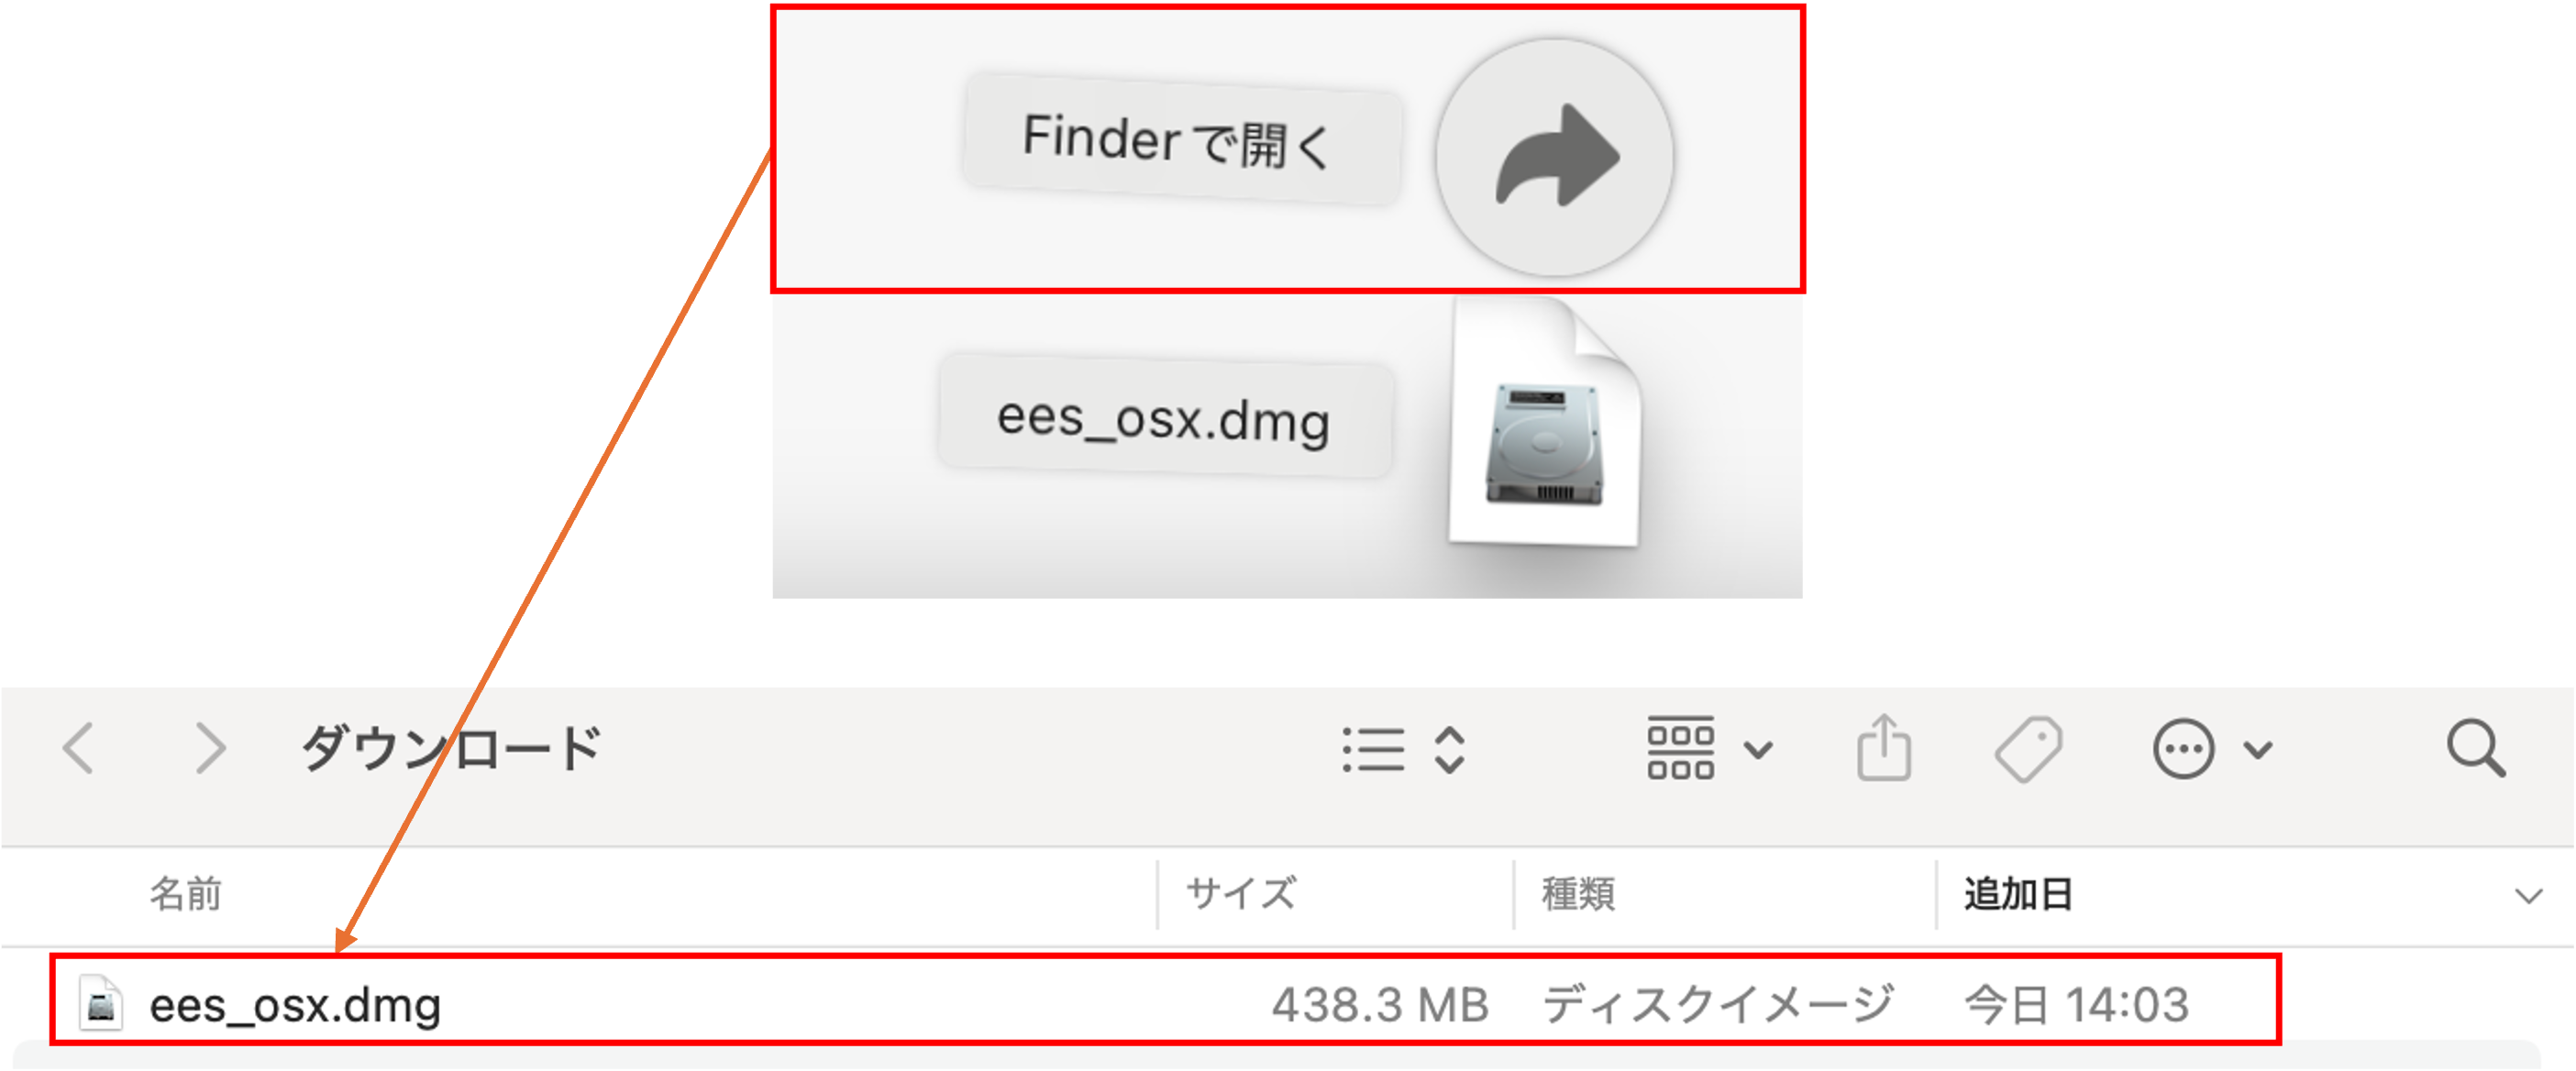 Finder で開く
ees_osx.dmg
ダウンロード
名前 サイズ 種類 追加日
ees_osx.dmg 438.3 MB ディスクイメージ 今日 14:03